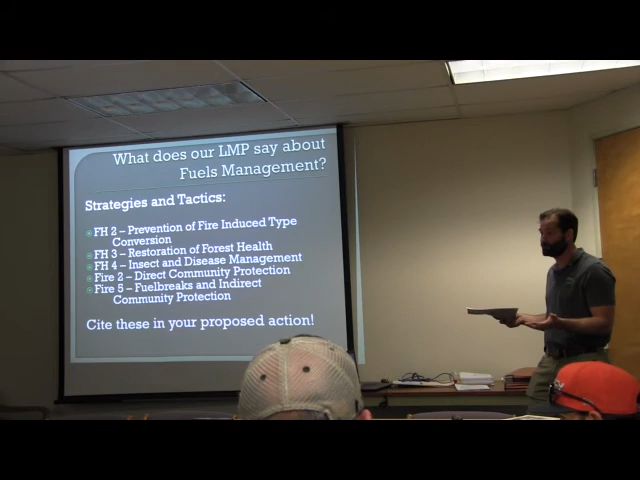 What does our LMP say about
Fuels Management?
Strategies and Tactics:
FH 2 – Prevention of Fire Induced Type
Conversion
FH 3 – Restoration of Forest Health
FH 4 – Insect and Disease Management
Fire 2 – Direct Community Protection
Fire 5 – Fuelbreaks and Indirect
Community Protection
Cite these in your proposed action!